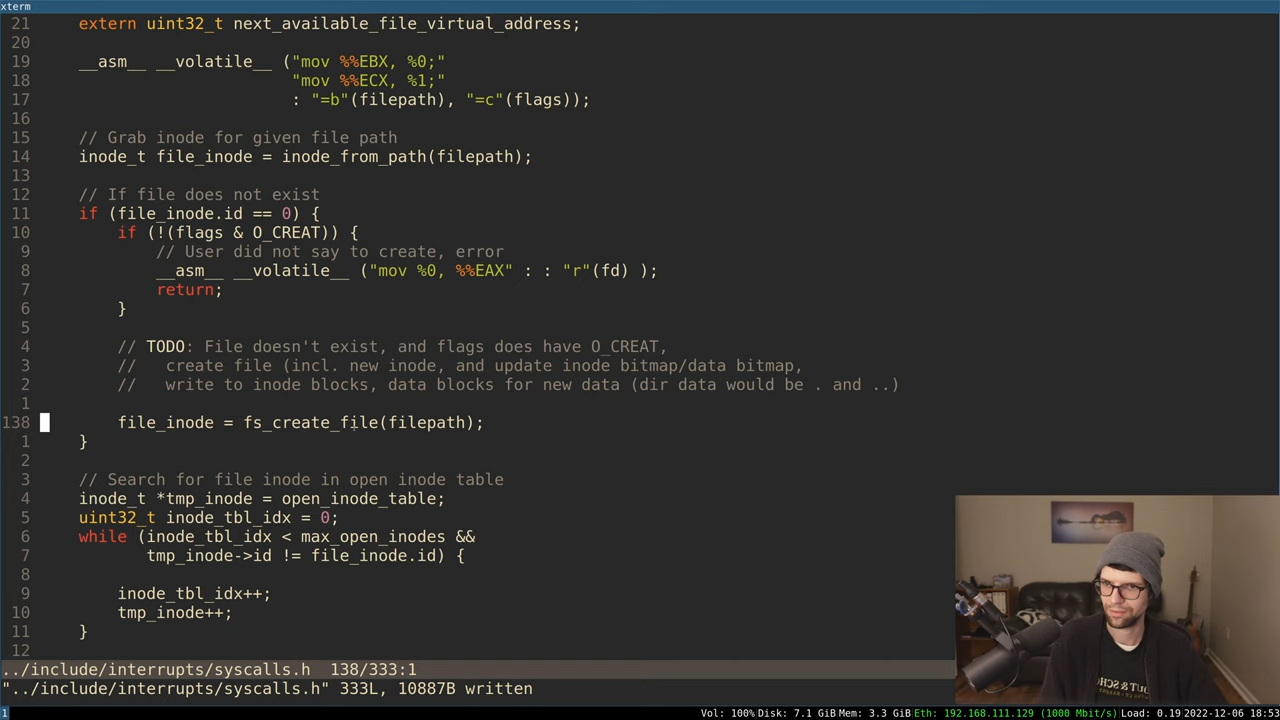 xterm
21 extern uint32_t next_available_file_virtual_address;
20
19 __asm__ __volatile__ ("mov %%EBX, %0;"
18 "mov %%ECX, %1;"
17 : "=b"(filepath), "=c"(flags));
16
15 // Grab inode for given file path
14 inode_t file_inode = inode_from_path(filepath);
13
12 // If file does not exist
11 if (file_inode.id == 0) {
10 if (!(flags & O_CREAT)) {
9 // User did not say to create, error
8 __asm__ __volatile__ ("mov %0, %%EAX" : : "r"(fd) );
7 return;
6 }
5
4 // TODO: File doesn't exist, and flags does have O_CREAT,
3 // create file (incl. new inode, and update inode bitmap/data bitmap,
2 // write to inode blocks, data blocks for new data (dir data would be . and ..)
1
138 file_inode = fs_create_file(filepath);
1 }
2
3 // Search for file inode in open inode table
4 inode_t *tmp_inode = open_inode_table;
5 uint32_t inode_tbl_idx = 0;
6 while (inode_tbl_idx < max_open_inodes &&
7 tmp_inode->id != file_inode.id) {
8
9 inode_tbl_idx++;
10 tmp_inode++;
11 }
12
../include/interrupts/syscalls.h 138/333:1
"../include/interrupts/syscalls.h" 333L, 10887B written
1 Vol: 100% Disk: 7.1 GiB Mem: 3.3 GiB Eth: 192.168.111.129 (1000 Mbit/s) Load: 0.19 2022-12-06 18:53